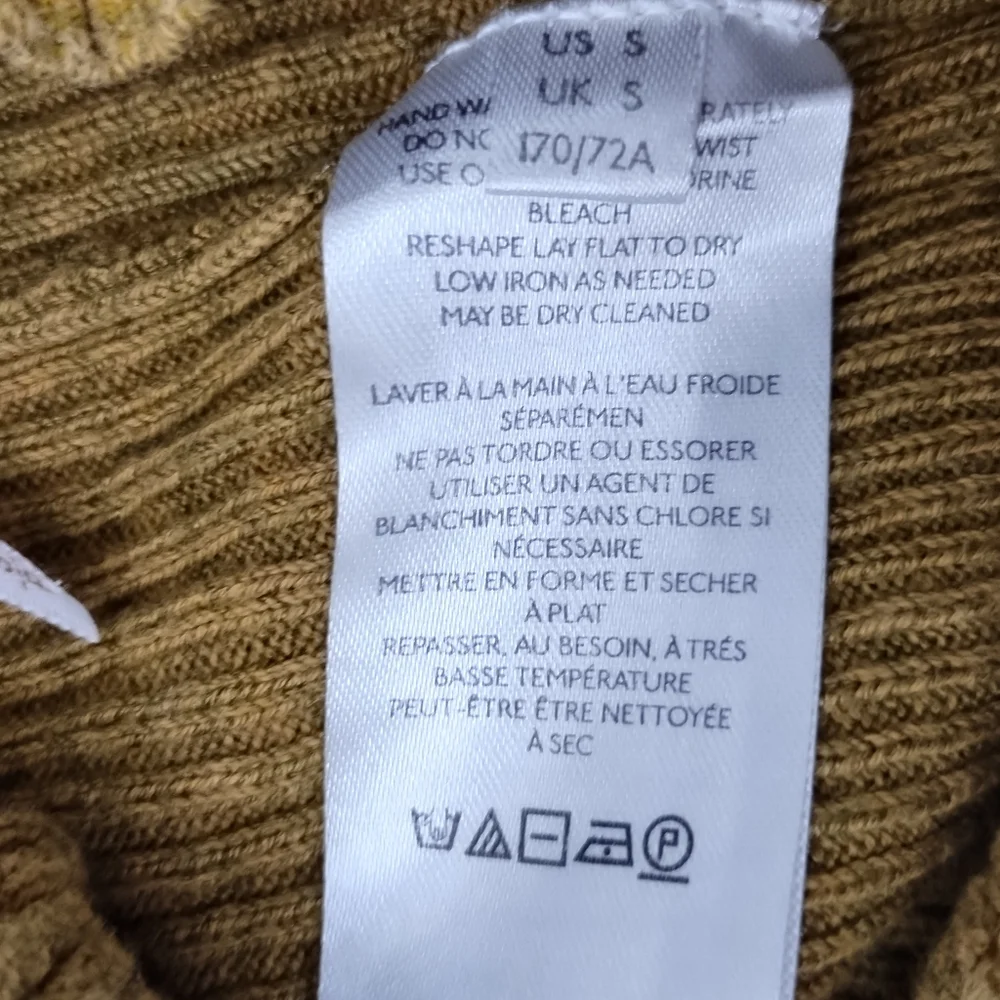 US S
UK S
170/72A
HAND WA
RATELY
DO NO
WIST
USE O
ORINE
BLEACH
RESHAPE LAY FLAT TO DRY
LOW IRON AS NEEDED
MAY BE DRY CLEANED
LAVER À LA MAIN À L'EAU FROIDE
SÉPARÉMEN
NE PAS TORDRE OU ESSORER
UTILISER UN AGENT DE
BLANCHIMENT SANS CHLORE SI
NÉCESSAIRE
METTRE EN FORME ET SECHER
À PLAT
REPASSER, AU BESOIN, À TRÉS
BASSE TEMPÉRATURE
PEUT-ÊTRE ÊTRE NETTOYÉE
À SEC
P